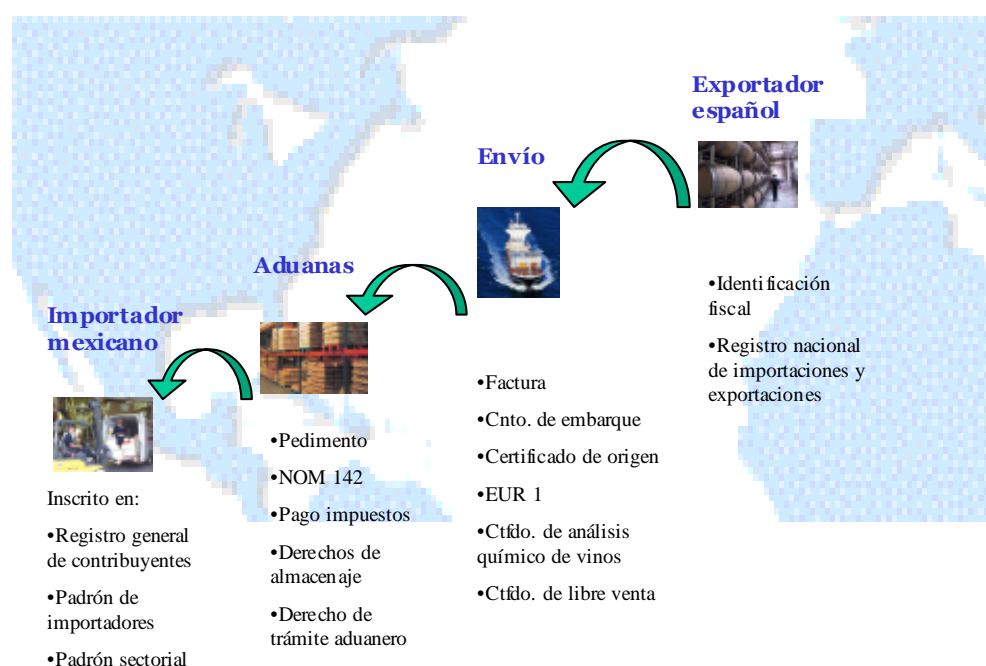 Exportador
español
•Identificación
fiscal
•Registro nacional
de importaciones y
exportaciones
Envío
•Factura
•Cnto. de embarque
•Certificado de origen
•EUR 1
•Ctfdo. de análisis
químico de vinos
•Ctfdo. de libre venta
Aduanas
•Pedimento
•NOM 142
•Pago impuestos
•Derechos de
almacenaje
•Derecho de
trámite aduanero
Importador
mexicano
Inscrito en:
•Registro general
de contribuyentes
•Padrón de
importadores
•Padrón sectorial